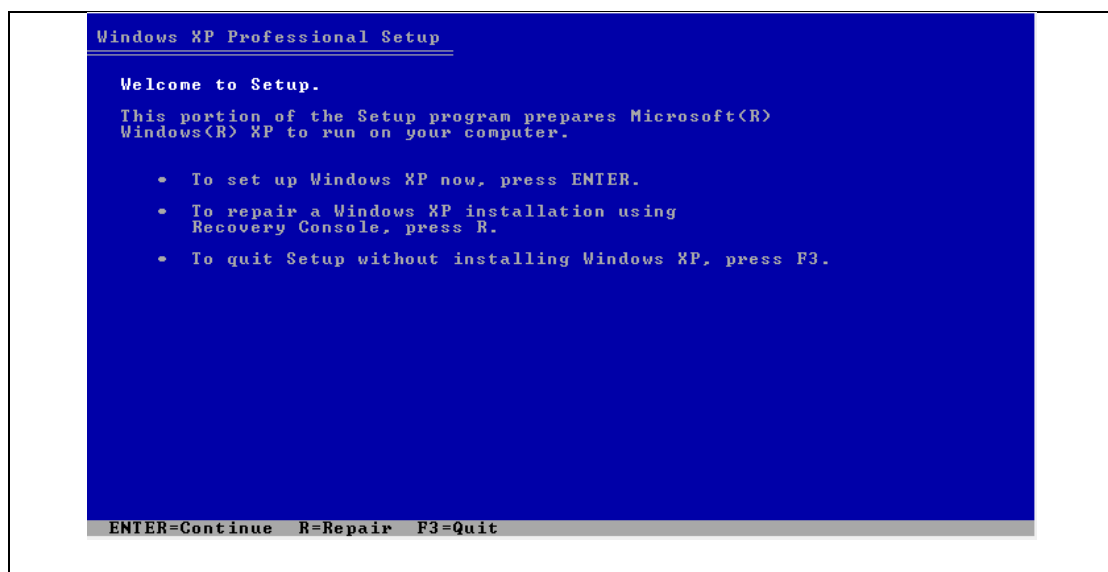 Windows XP Professional Setup
Welcome to Setup.
This portion of the Setup program prepares Microsoft(R)
Windows(R) XP to run on your computer.
• To set up Windows XP now, press ENTER.
• To repair a Windows XP installation using
Recovery Console, press R.
• To quit Setup without installing Windows XP, press F3.
ENTER=Continue R=Repair F3=Quit